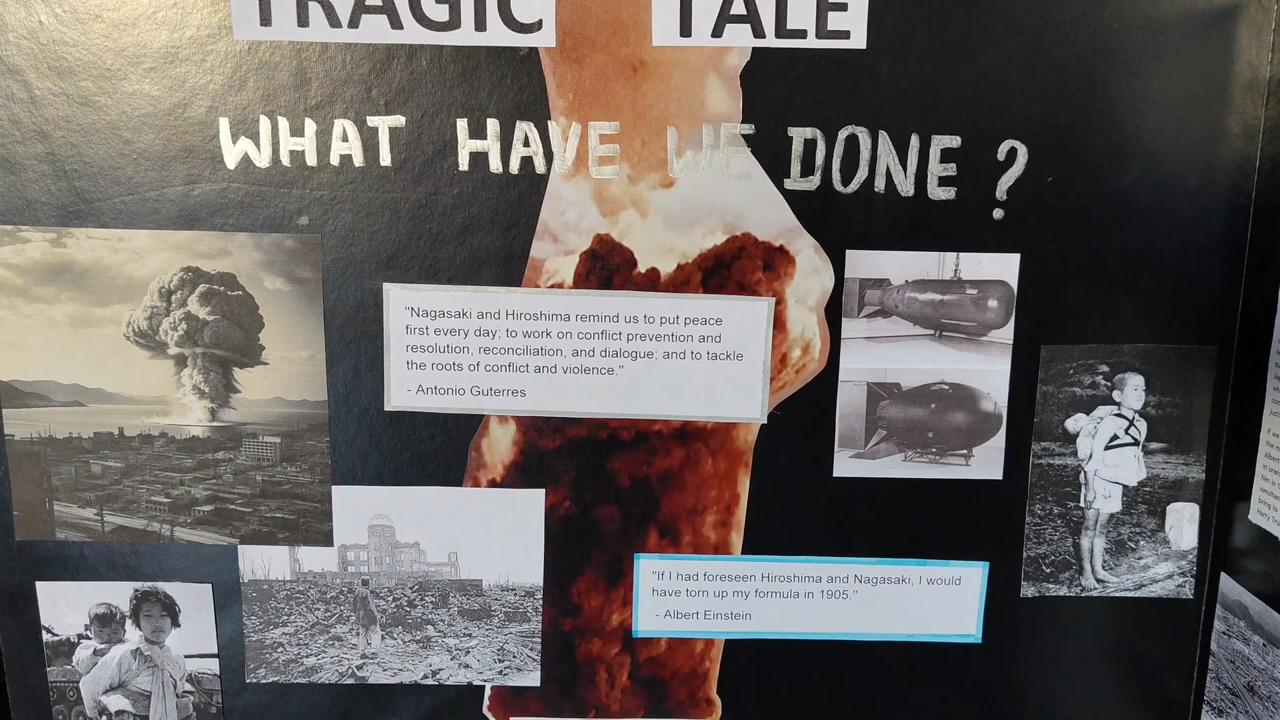 TRAGIC TALE
WHAT HAVE WE DONE ?
"Nagasaki and Hiroshima remind us to put peace
first every day; to work on conflict prevention and
resolution, reconciliation, and dialogue; and to tackle
the roots of conflict and violence."
- Antonio Guterres
"If I had foreseen Hiroshima and Nagasaki, I would
have torn up my formula in 1905."
- Albert Einstein